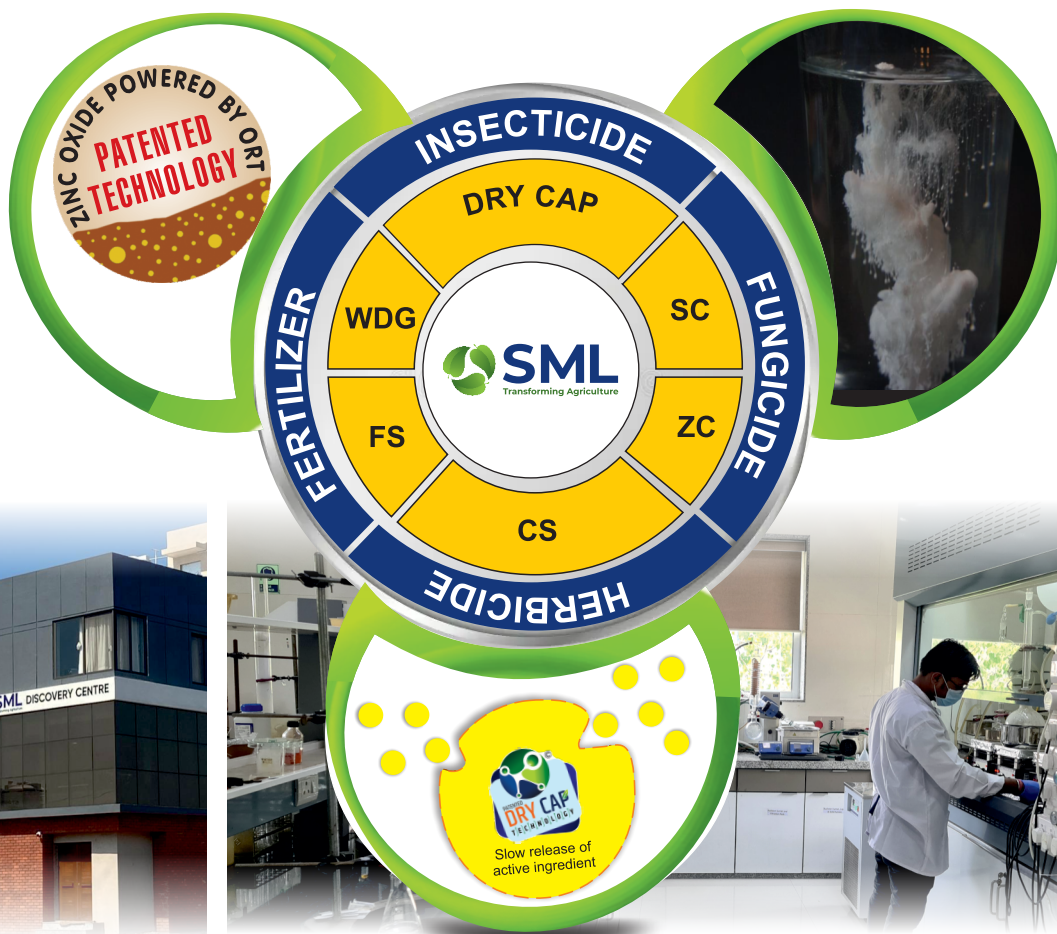 ZINC OXIDE POWERED BY ORT
PATENTED
TECHNOLOGY
INSECTICIDE
FUNGICIDE
HERBICIDE
FERTILIZER
DRY CAP
WDG
SC
FS
ZC
CS
SML
Transforming Agriculture
SML DISCOVERY CENTRE
PATENTED
DRY CAP
TECHNOLOGY
Slow release of
active ingredient